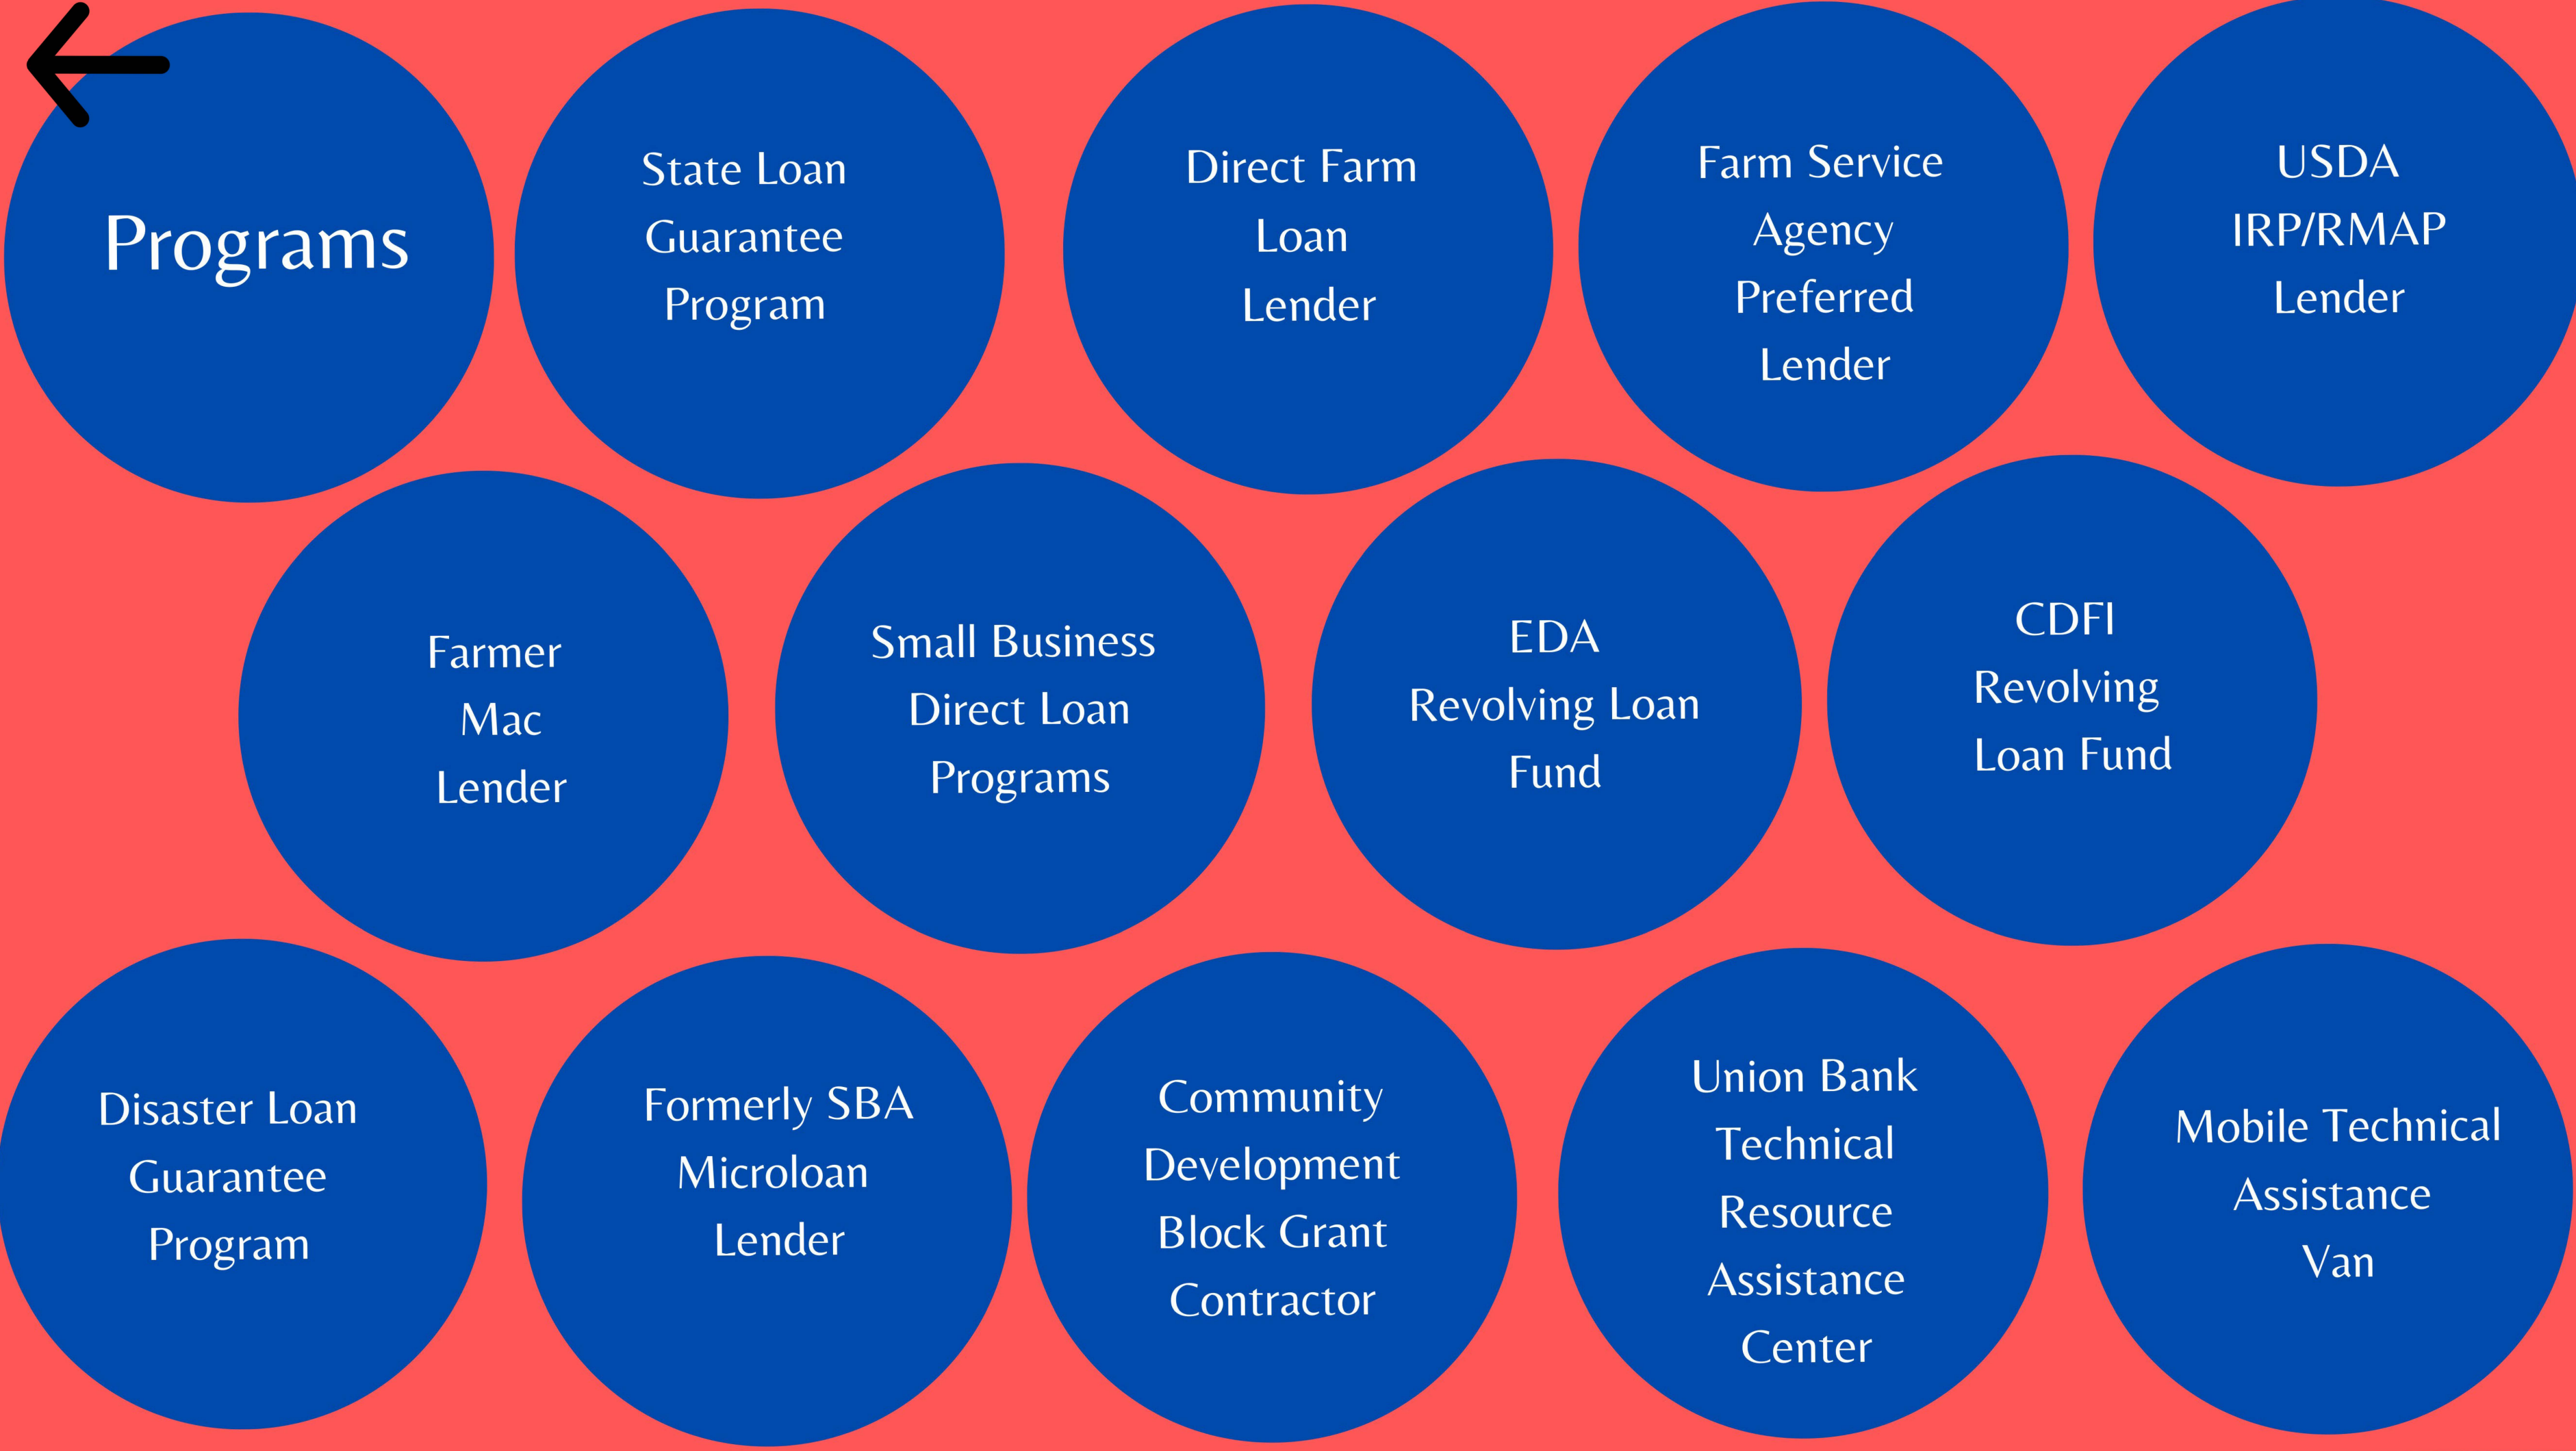 Programs
State Loan
Guarantee
Program
Direct Farm
Loan
Lender
Farm Service
Agency
Preferred
Lender
USDA
IRP/RMAP
Lender
Farmer
Mac
Lender
Small Business
Direct Loan
Programs
EDA
Revolving Loan
Fund
CDFI
Revolving
Loan Fund
Disaster Loan
Guarantee
Program
Formerly SBA
Microloan
Lender
Community
Development
Block Grant
Contractor
Union Bank
Technical
Resource
Assistance
Center
Mobile Technical
Assistance
Van